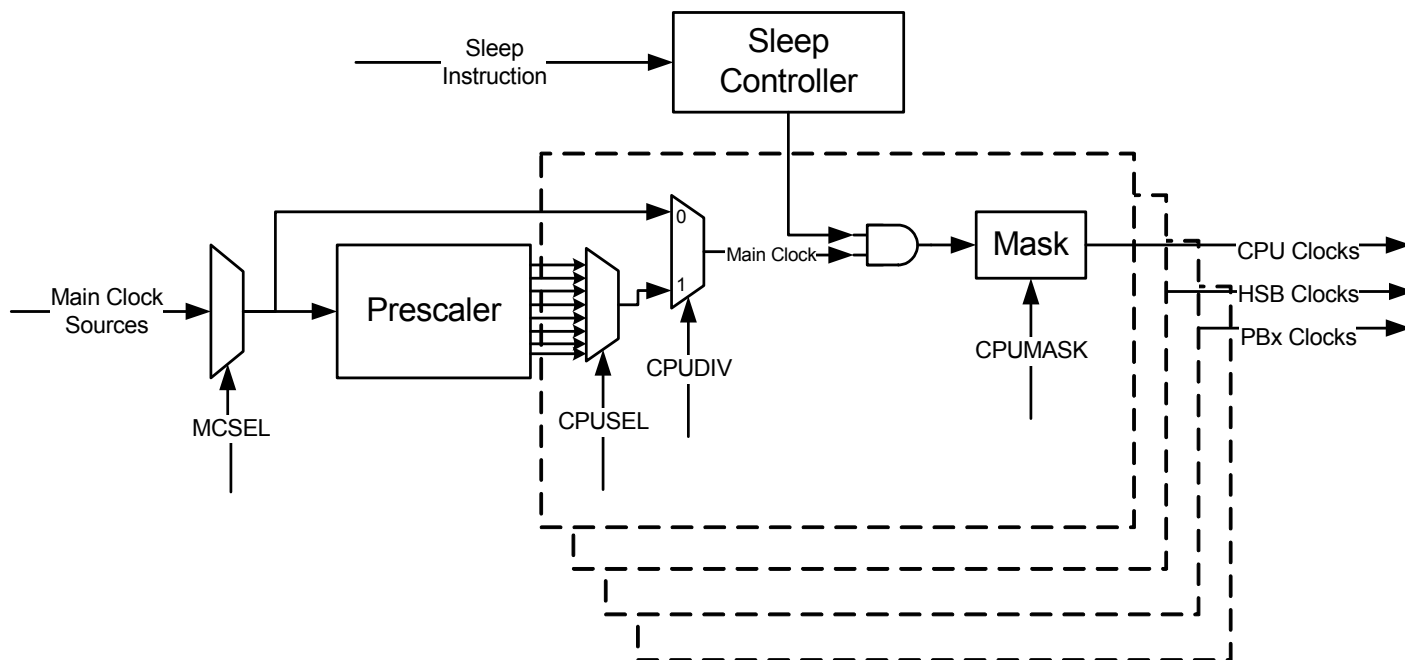 Sleep
Instruction
Sleep
Controller
0
1
Main Clock
Mask
CPU Clocks
HSB Clocks
PBx Clocks
Main Clock
Sources
Prescaler
CPUMASK
CPUDIV
CPUSEL
MCSEL